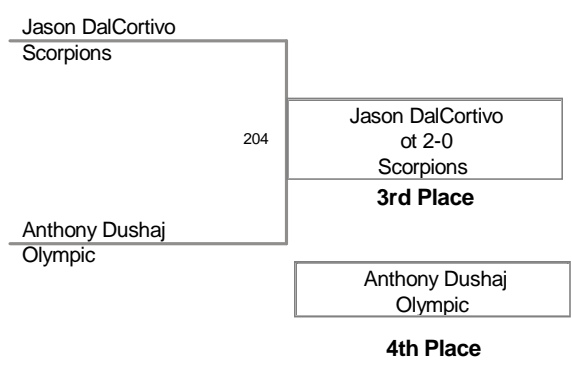 Jason DalCortivo
Scorpions
204
Jason DalCortivo
ot 2-0
Scorpions
3rd Place
Anthony Dushaj
Olympic
Anthony Dushaj
Olympic
4th Place